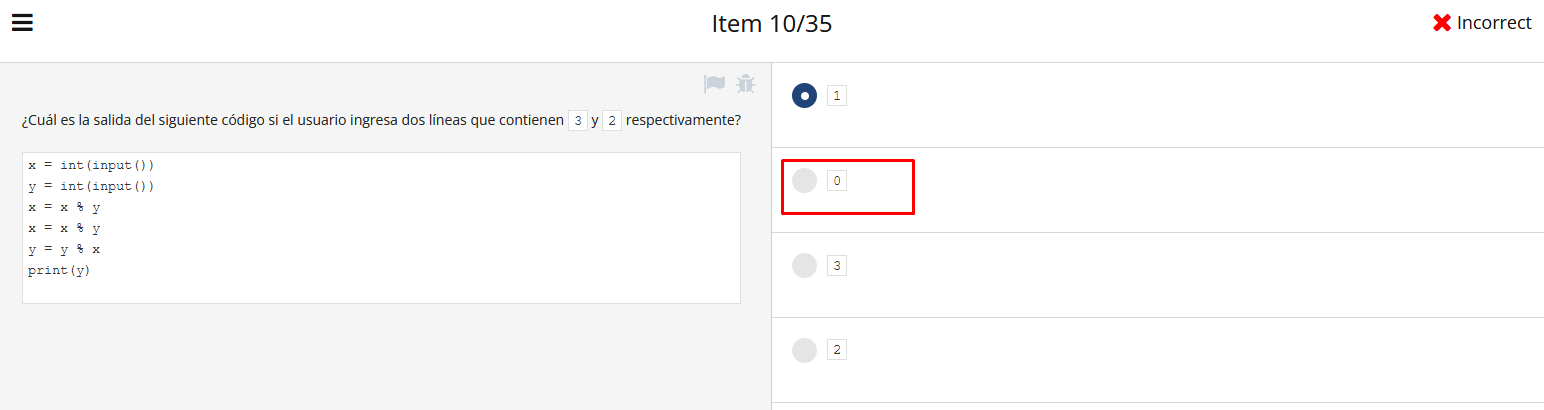 Item 10/35
Incorrect
¿Cuál es la salida del siguiente código si el usuario ingresa dos líneas que contienen 3 y 2 respectivamente?
x = int(input())
y = int(input())
x = x % y
x = x % y
y = y % x
print(y)
1
0
3
2